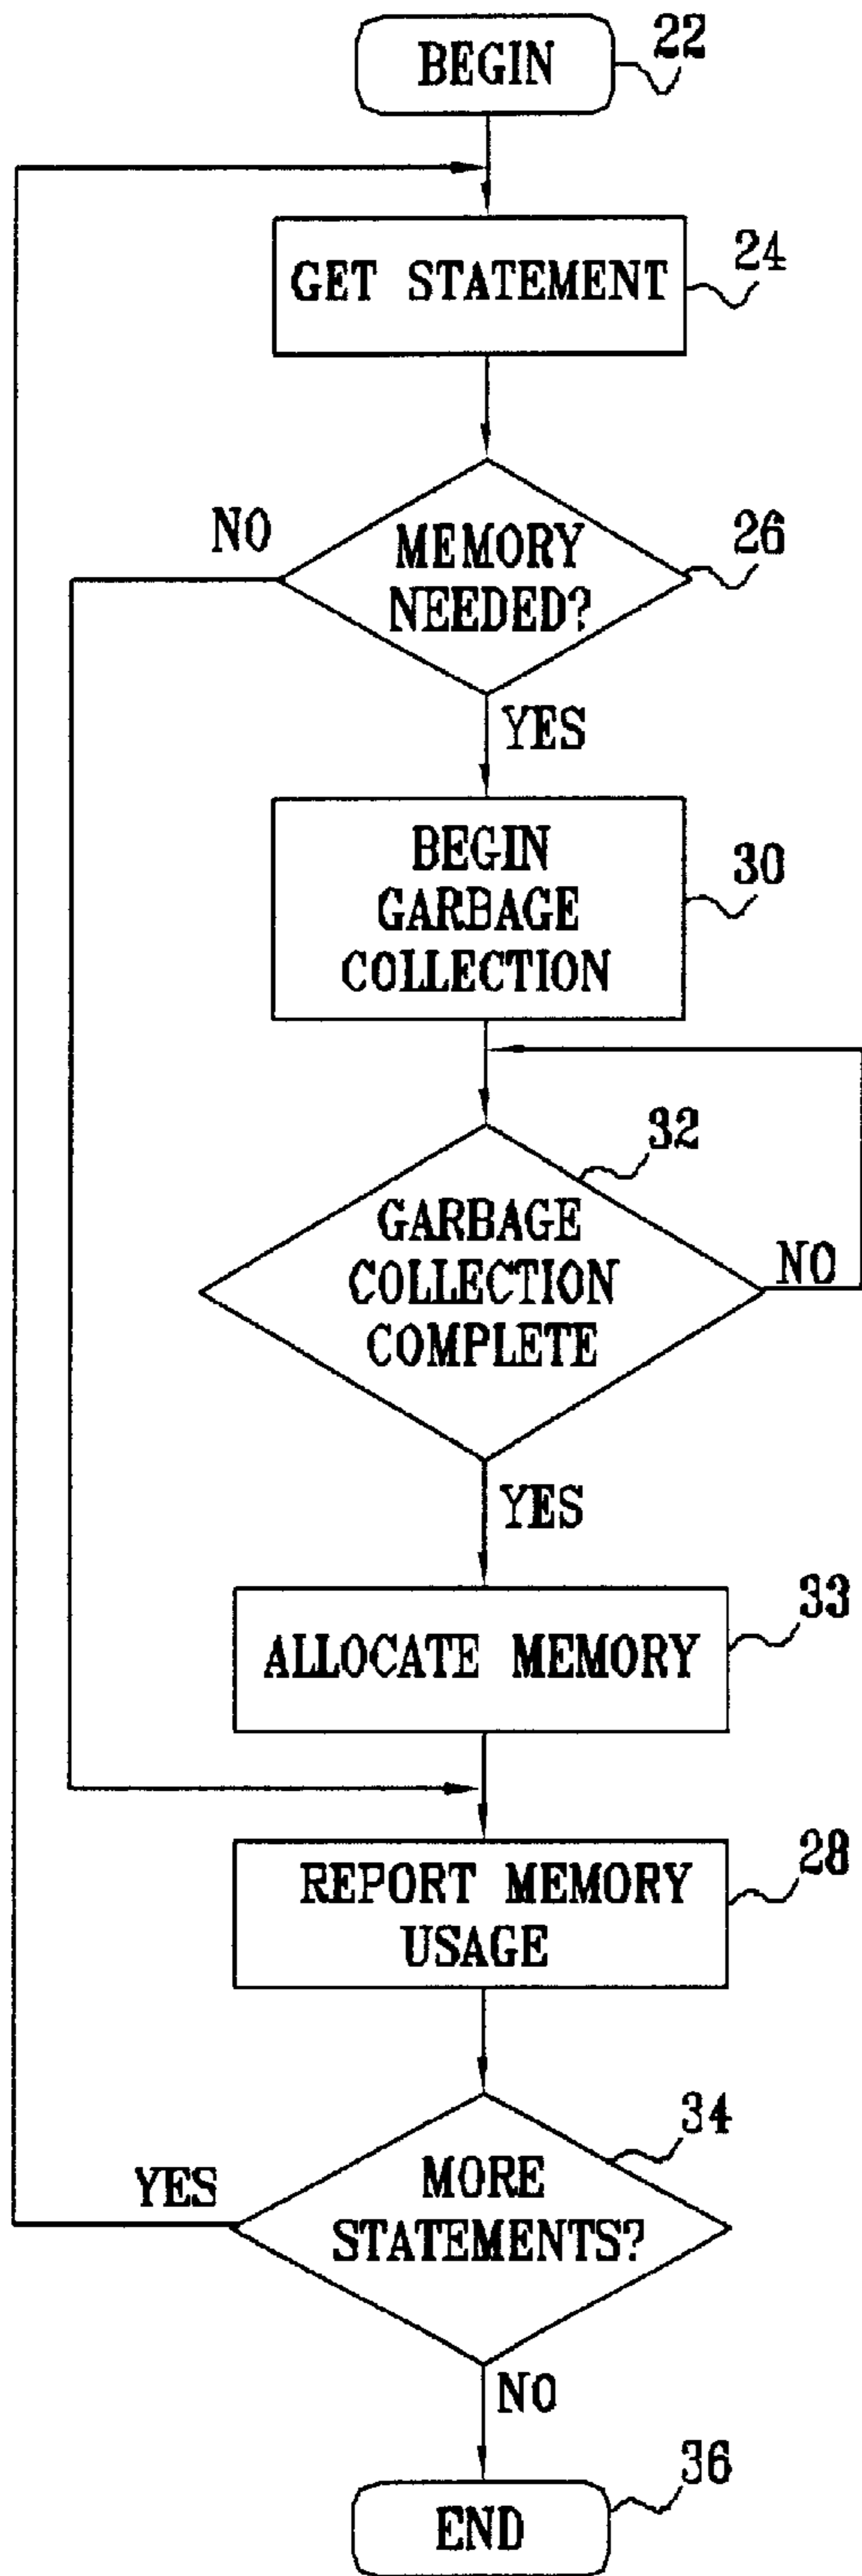 BEGIN
22
GET STATEMENT
24
NO
MEMORY
NEEDED?
26
YES
BEGIN
GARBAGE
COLLECTION
30
32
GARBAGE
COLLECTION
COMPLETE
NO
YES
33
ALLOCATE MEMORY
28
REPORT MEMORY
USAGE
34
YES
MORE
STATEMENTS?
NO
36
END